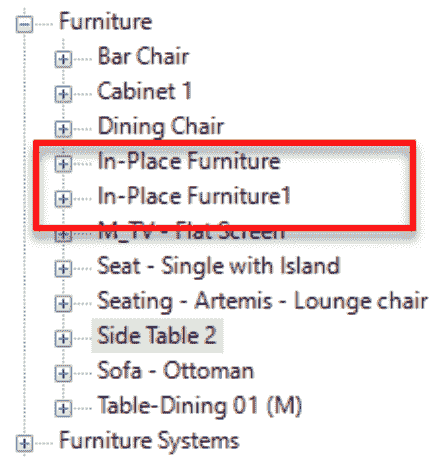 Furniture
Bar Chair
Cabinet 1
Dining Chair
In-Place Furniture
In-Place Furniture1
M_TV - Flat Screen
Seat - Single with Island
Seating - Artemis - Lounge chair
Side Table 2
Sofa - Ottoman
Table-Dining 01 (M)
Furniture Systems